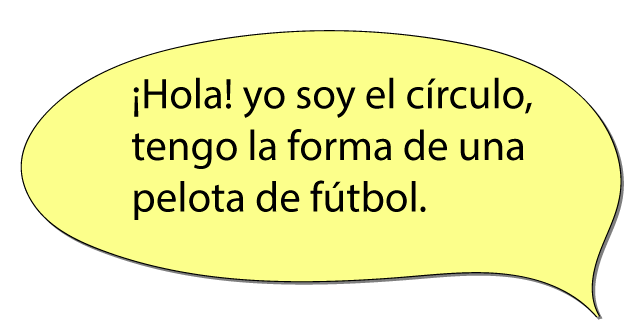 ¡Hola! yo soy el círculo,
tengo la forma de una
pelota de fútbol.